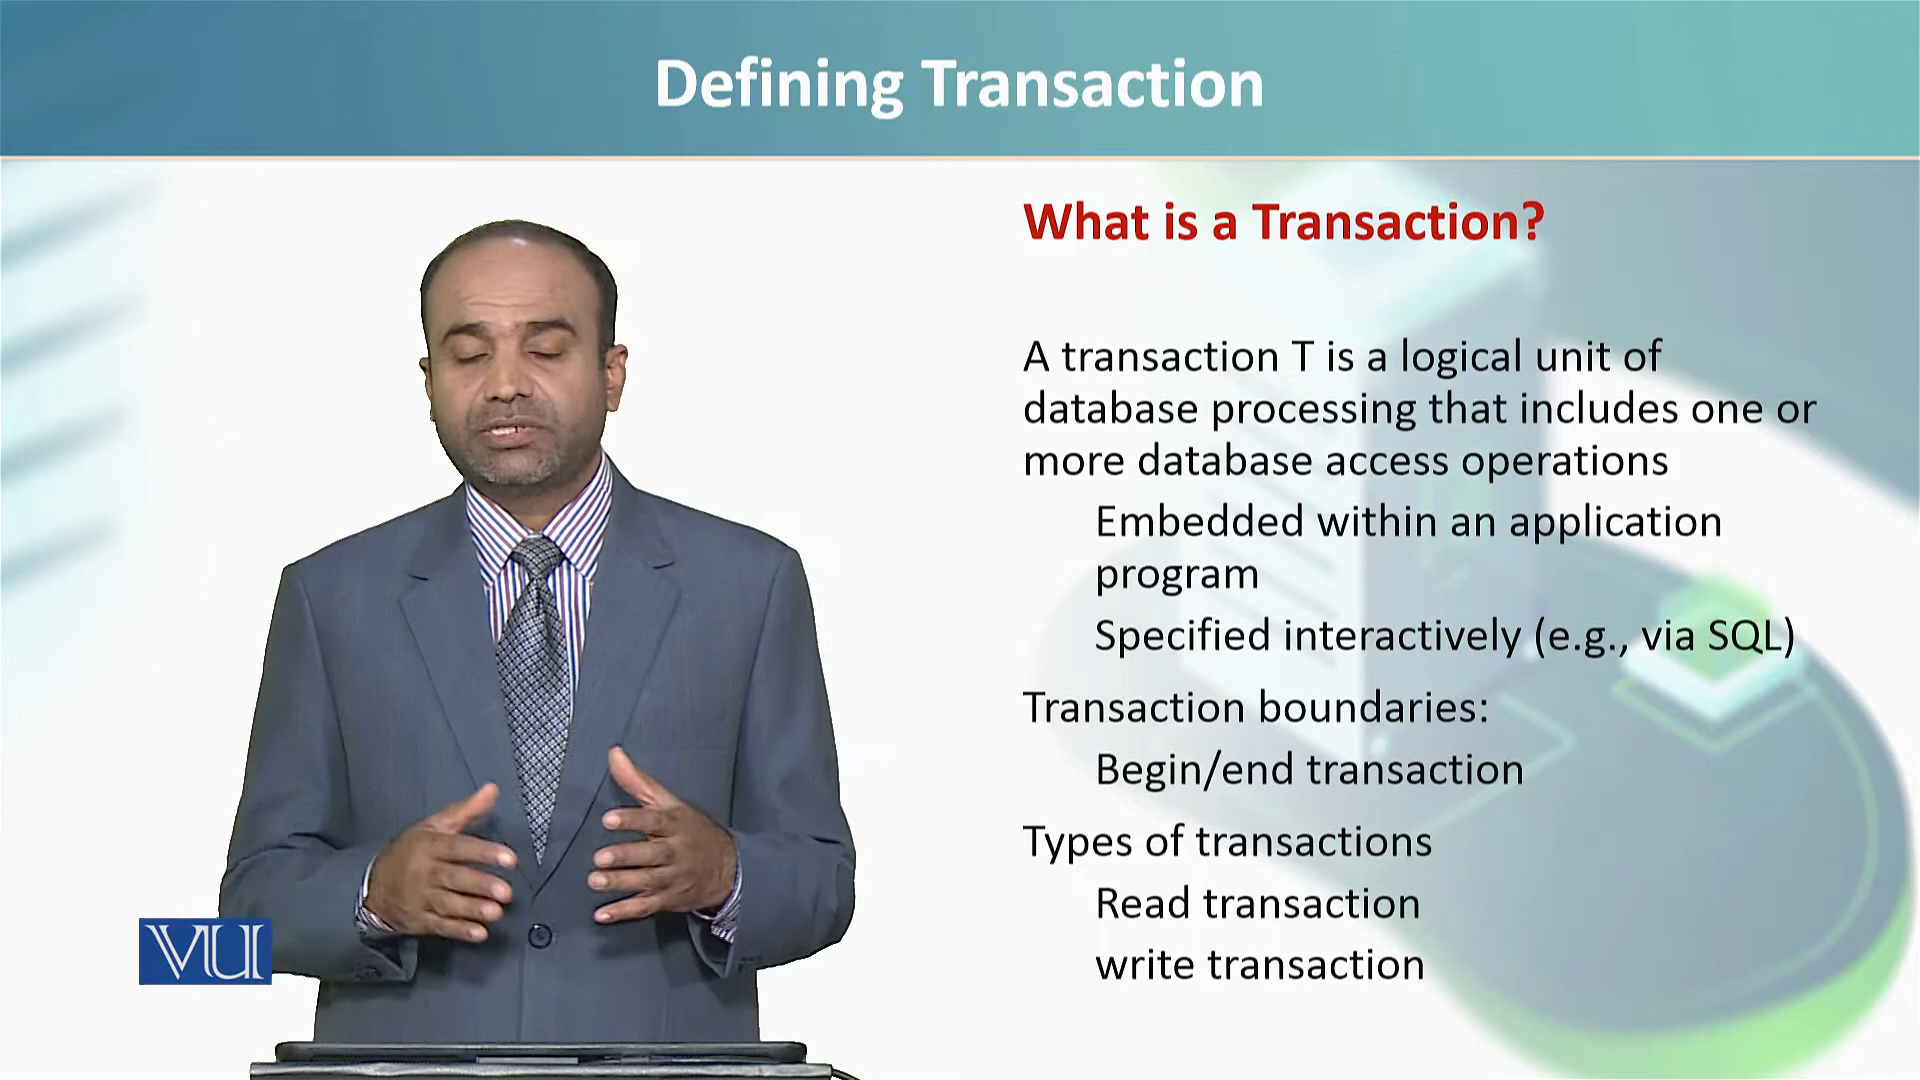 Defining Transaction
What is a Transaction?
A transaction T is a logical unit of
database processing that includes one or
more database access operations
Embedded within an application
program
Specified interactively (e.g., via SQL)
Transaction boundaries:
Begin/end transaction
Types of transactions
Read transaction
write transaction
VU